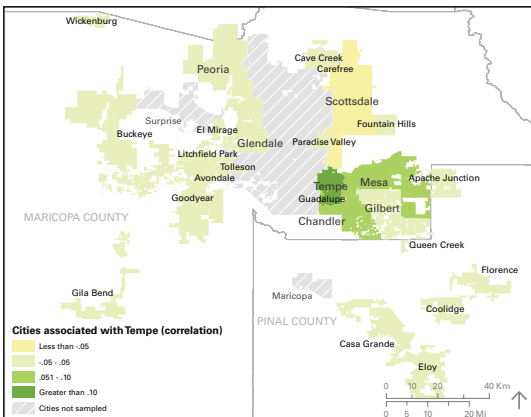 Wickenburg
Cave Creek
Carefree
Peoria
Scottsdale
Surprise
Fountain Hills
Buckeye
El Mirage
Glendale
Paradise Valley
Litchfield Park
Tolleson
Avondale
Tempe
Mesa
Apache Junction
Goodyear
Guadalupe
Gilbert
MARICOPA COUNTY
Chandler
Queen Creek
Florence
Gila Bend
Maricopa
Coolidge
PINAL COUNTY
Casa Grande
Eloy
Cities associated with Tempe (correlation)
Less than -.05
-.05 - .05
.051 - .10
Greater than .10
Cities not sampled
0 10 20 40 Km
0 5 10 20 Mi